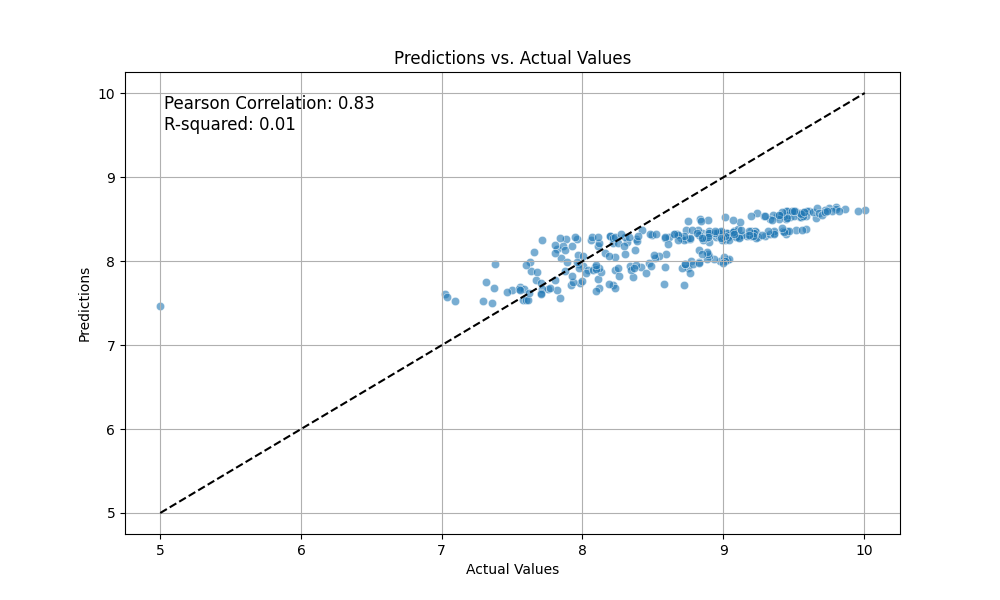 Predictions vs. Actual Values
Pearson Correlation: 0.83
R-squared: 0.01
10
9
8
7
6
5
Predictions
5 6 7 8 9 10
Actual Values